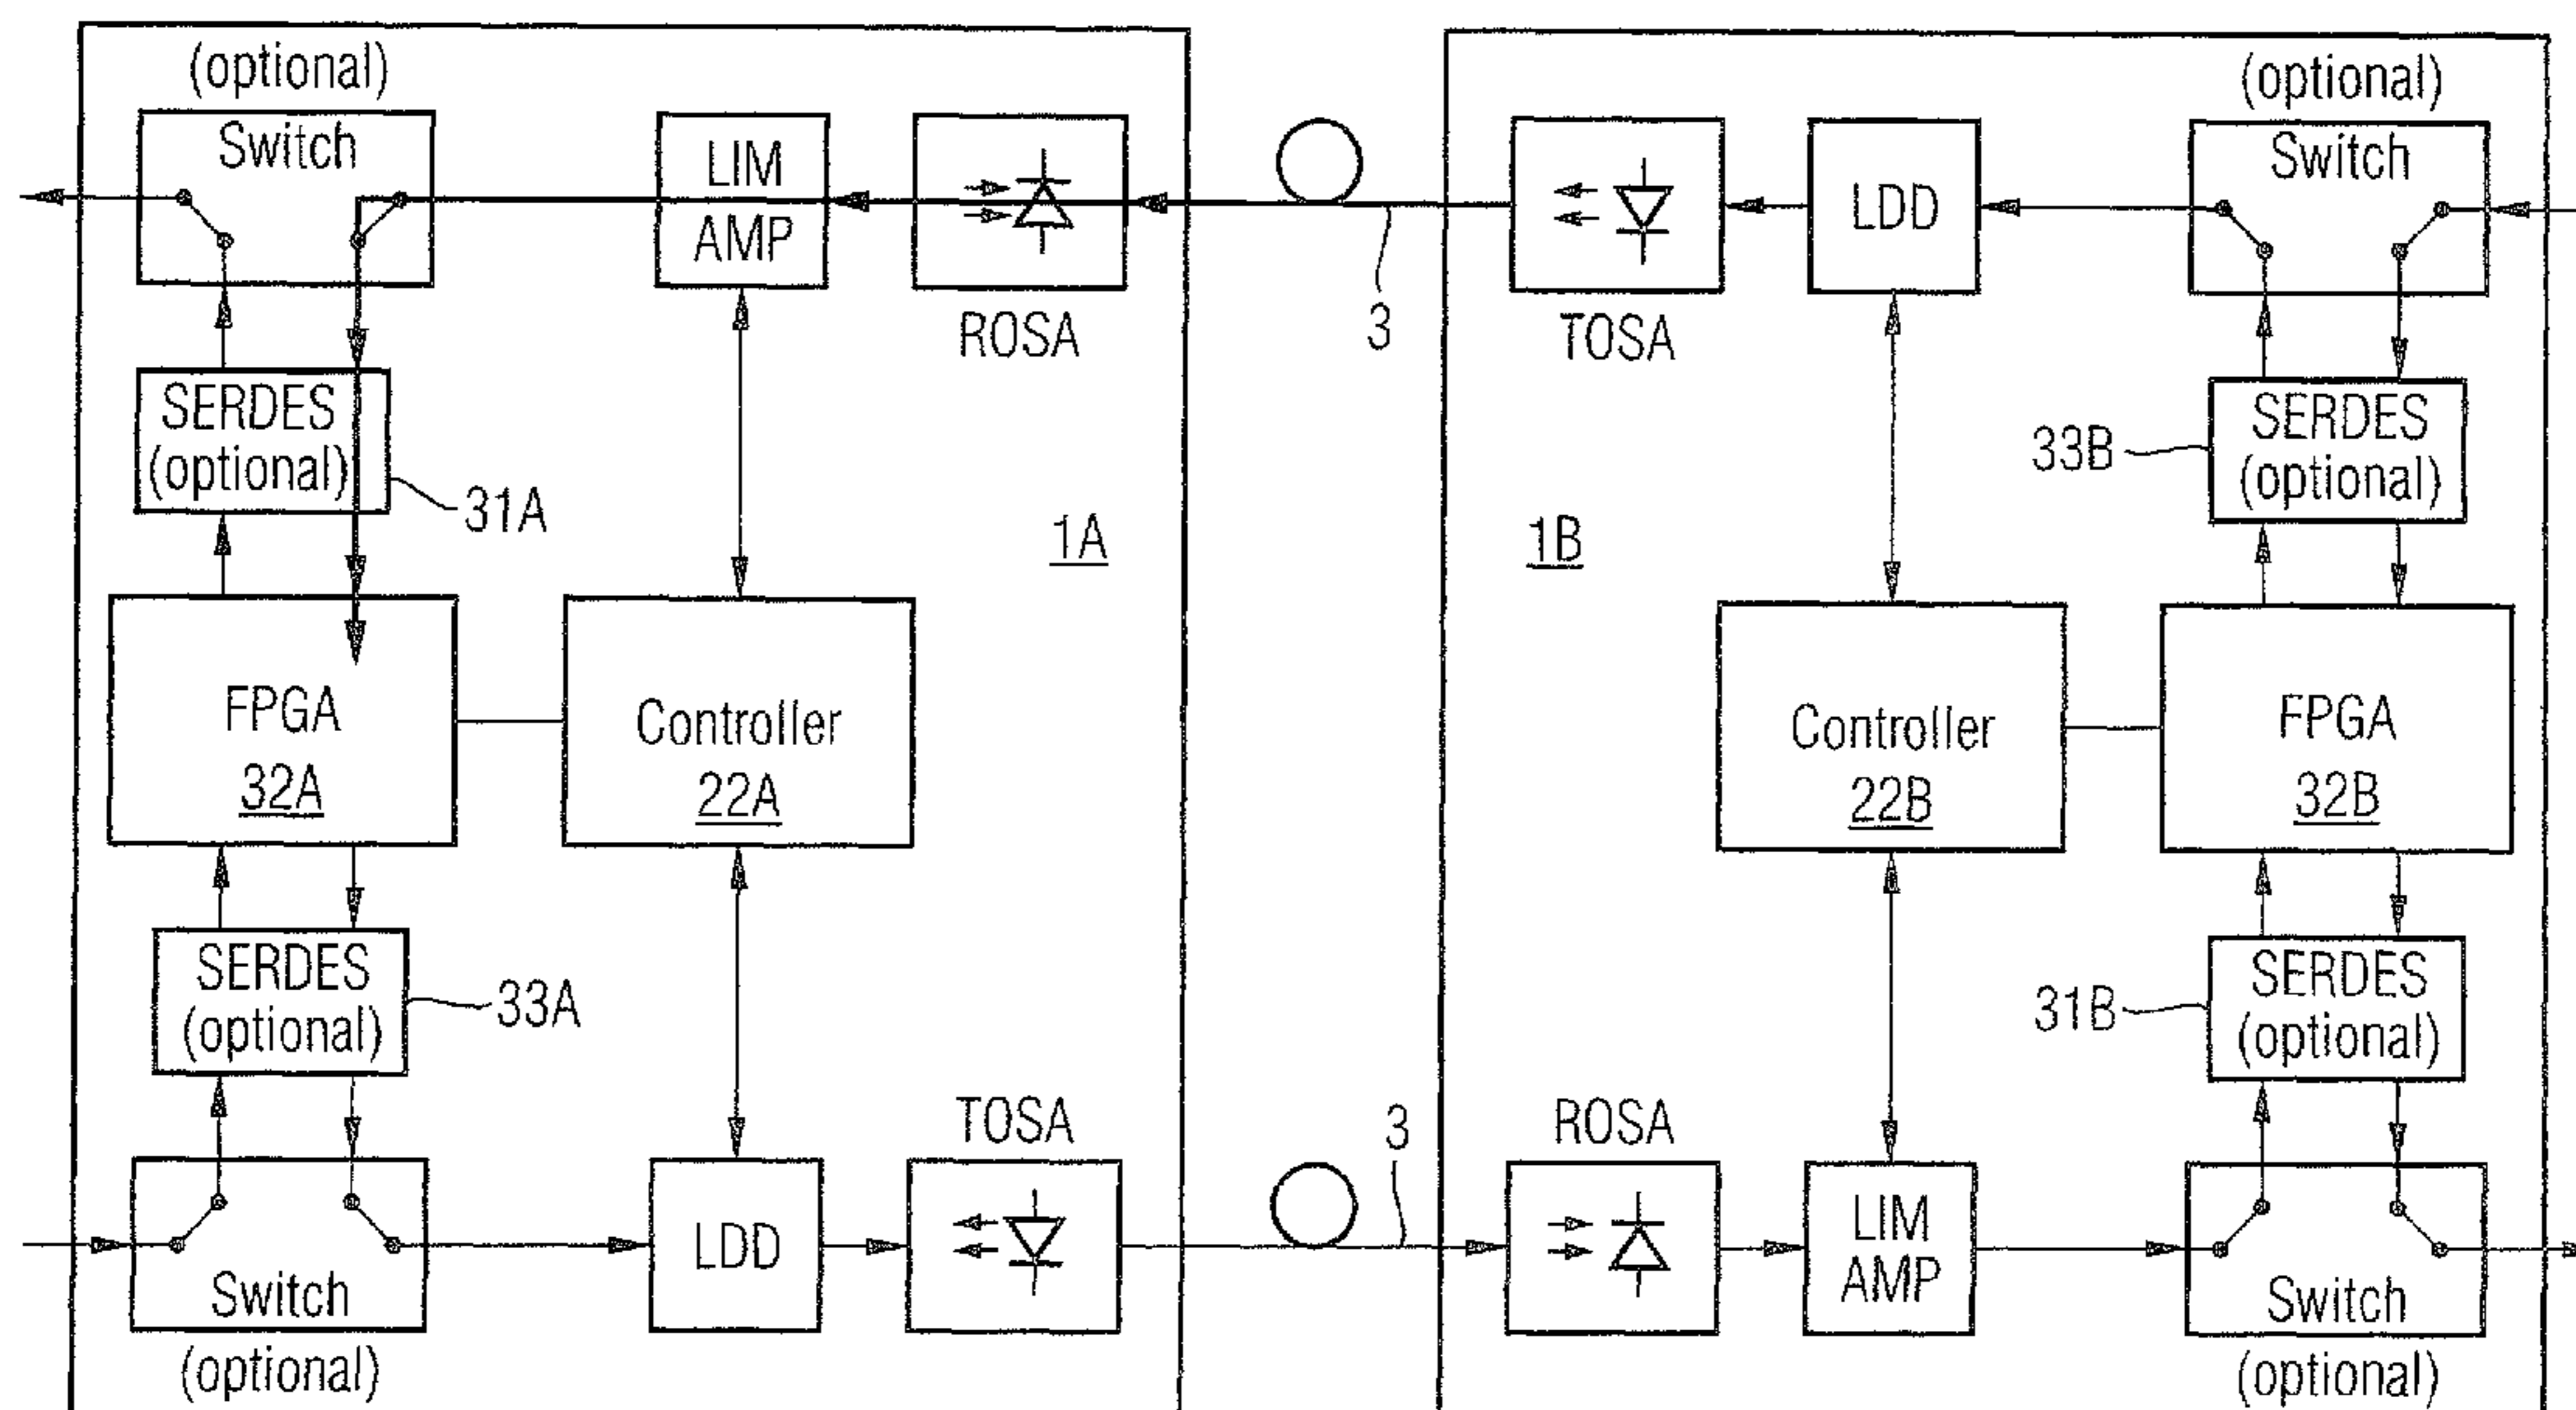 (optional)
Switch
LIM
AMP
ROSA
SERDES
(optional)
31A
1A
FPGA
32A
Controller
22A
SERDES
(optional)
33A
TOSA
LDD
Switch
(optional)
3
3
(optional)
Switch
LDD
TOSA
33B
SERDES
(optional)
1B
Controller
22B
FPGA
32B
31B
SERDES
(optional)
ROSA
LIM
AMP
Switch
(optional)